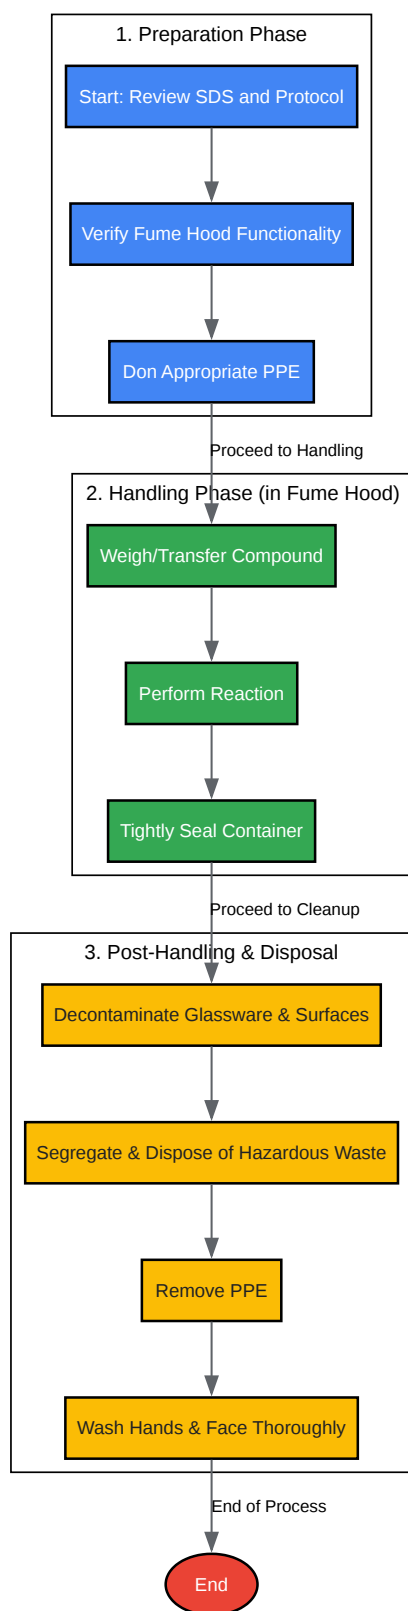 1. Preparation Phase
Start: Review SDS and Protocol
Verify Fume Hood Functionality
Don Appropriate PPE
Proceed to Handling
2. Handling Phase (in Fume Hood)
Weigh/Transfer Compound
Perform Reaction
Tightly Seal Container
Proceed to Cleanup
3. Post-Handling & Disposal
Decontaminate Glassware & Surfaces
Segregate & Dispose of Hazardous Waste
Remove PPE
Wash Hands & Face Thoroughly
End of Process
End